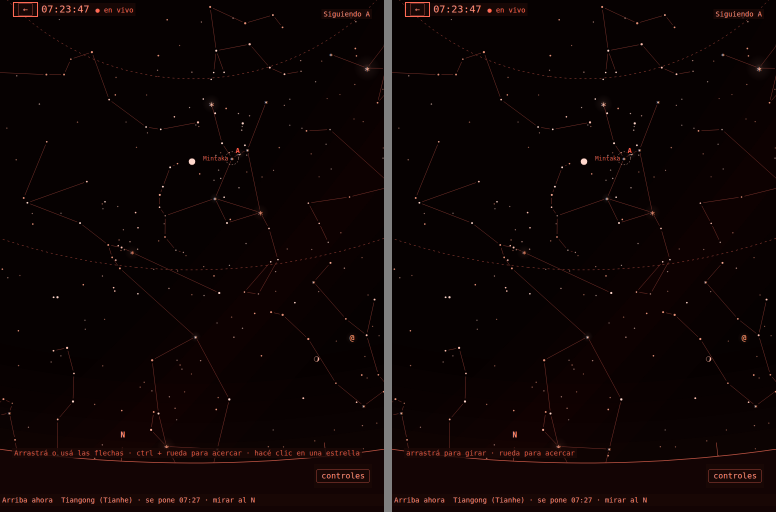 ← 07:23:47 ● en vivo
Siguiendo A
A
Mintaka
@
N
Arrastrá o usá las flechas · ctrl + rueda para acercar · hacé clic en una estrella
controles
Arriba ahora Tiangong (Tianhe) · se pone 07:27 · mirar al N
← 07:23:47 ● en vivo
Siguiendo A
A
Mintaka
@
N
arrastrá para girar · rueda para acercar
controles
Arriba ahora Tiangong (Tianhe) · se pone 07:27 · mirar al N